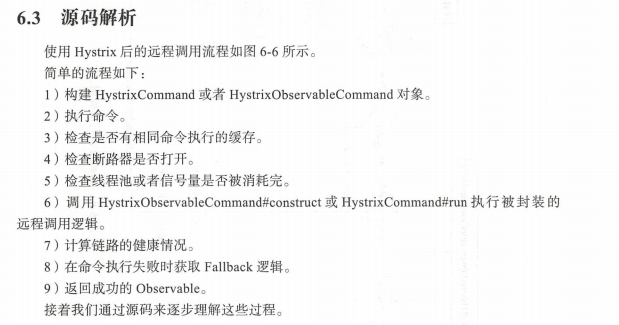 6.3 源码解析
使用 Hystrix 后的远程调用流程如图 6-6 所示。
简单的流程如下：
1）构建 HystrixCommand 或者 HystrixObservableCommand 对象。
2）执行命令。
3）检查是否有相同命令执行的缓存。
4）检查断路器是否打开。
5）检查线程池或者信号量是否被消耗完。
6）调用 HystrixObservableCommand#construct 或 HystrixCommand#run 执行被封装的
远程调用逻辑。
7）计算链路的健康情况。
8）在命令执行失败时获取 Fallback 逻辑。
9）返回成功的 Observable。
接着我们通过源码来逐步理解这些过程。